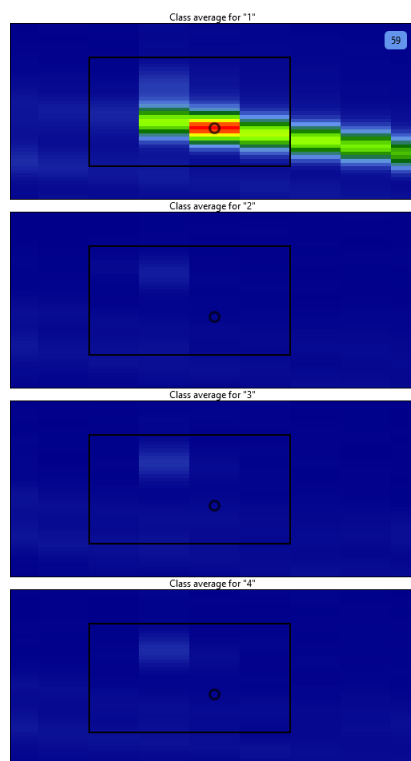 Class average for "1"
59
Class average for "2"
Class average for "3"
Class average for "4"